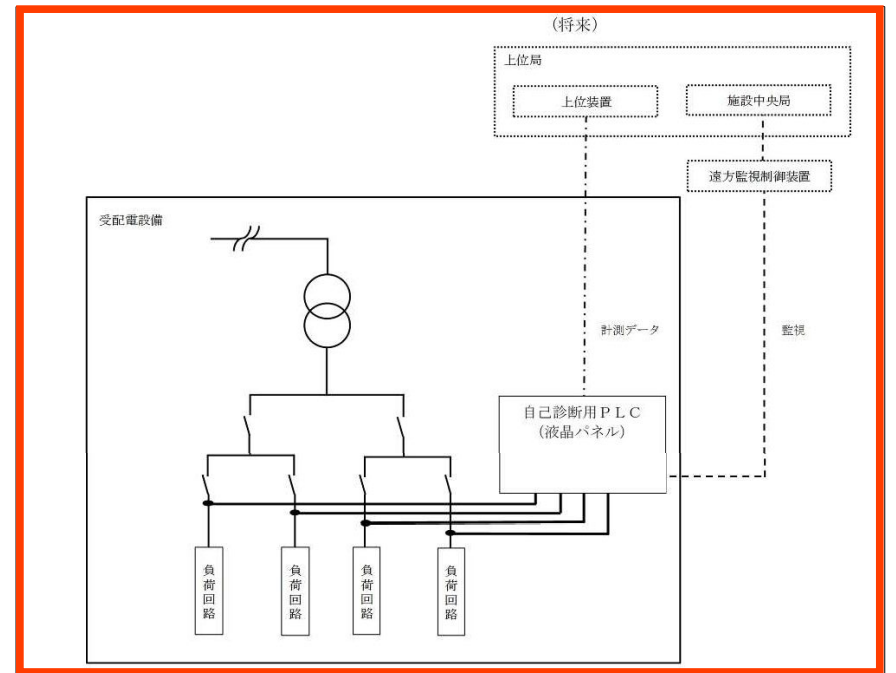 （将来）
上位局
上位装置
施設中央局
遠方監視制御装置
受配電設備
計測データ
監視
自己診断用ＰＬＣ
（液晶パネル）
負荷回路
負荷回路
負荷回路
負荷回路